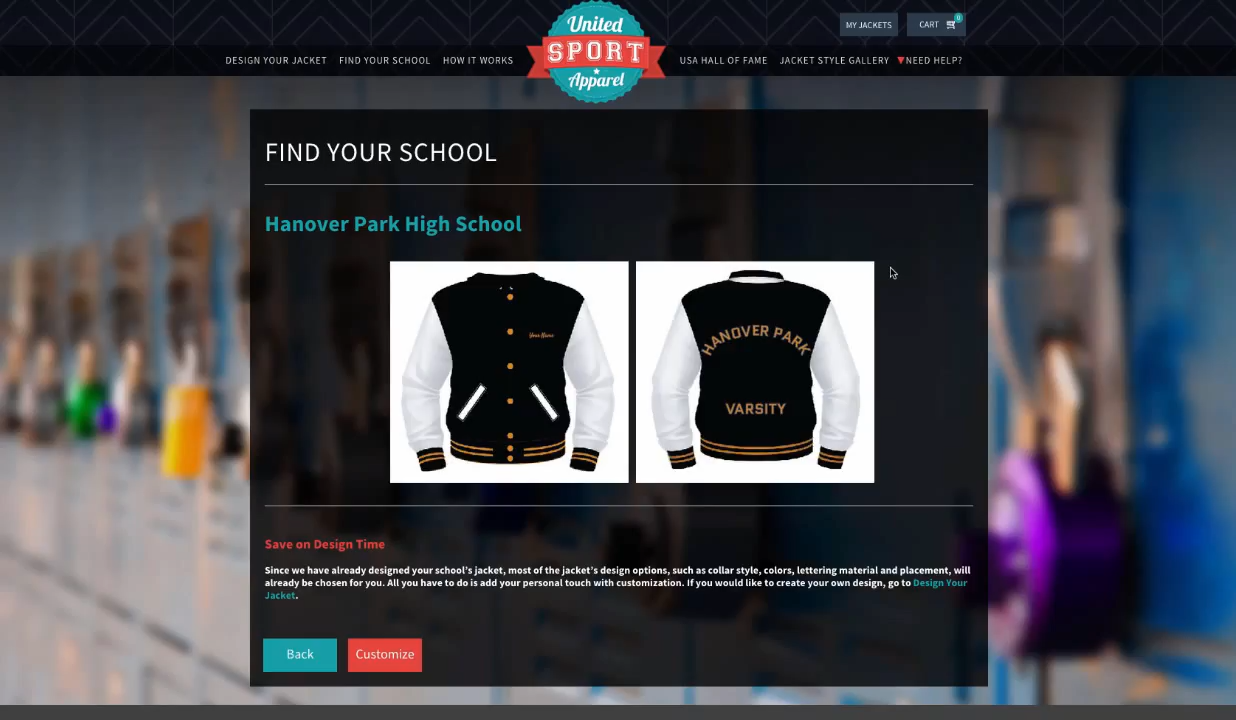 United
SPORT
Apparel
MY JACKETS
CART
0
DESIGN YOUR JACKET
FIND YOUR SCHOOL
HOW IT WORKS
USA HALL OF FAME
JACKET STYLE GALLERY
NEED HELP?
FIND YOUR SCHOOL
Hanover Park High School
Your Name
HANOVER PARK
VARSITY
Save on Design Time
Since we have already designed your school's jacket, most of the jacket's design options, such as collar style, colors, lettering material and placement, will
already be chosen for you. All you have to do is add your personal touch with customization. If you would like to create your own design, go to Design Your
Jacket.
Back
Customize